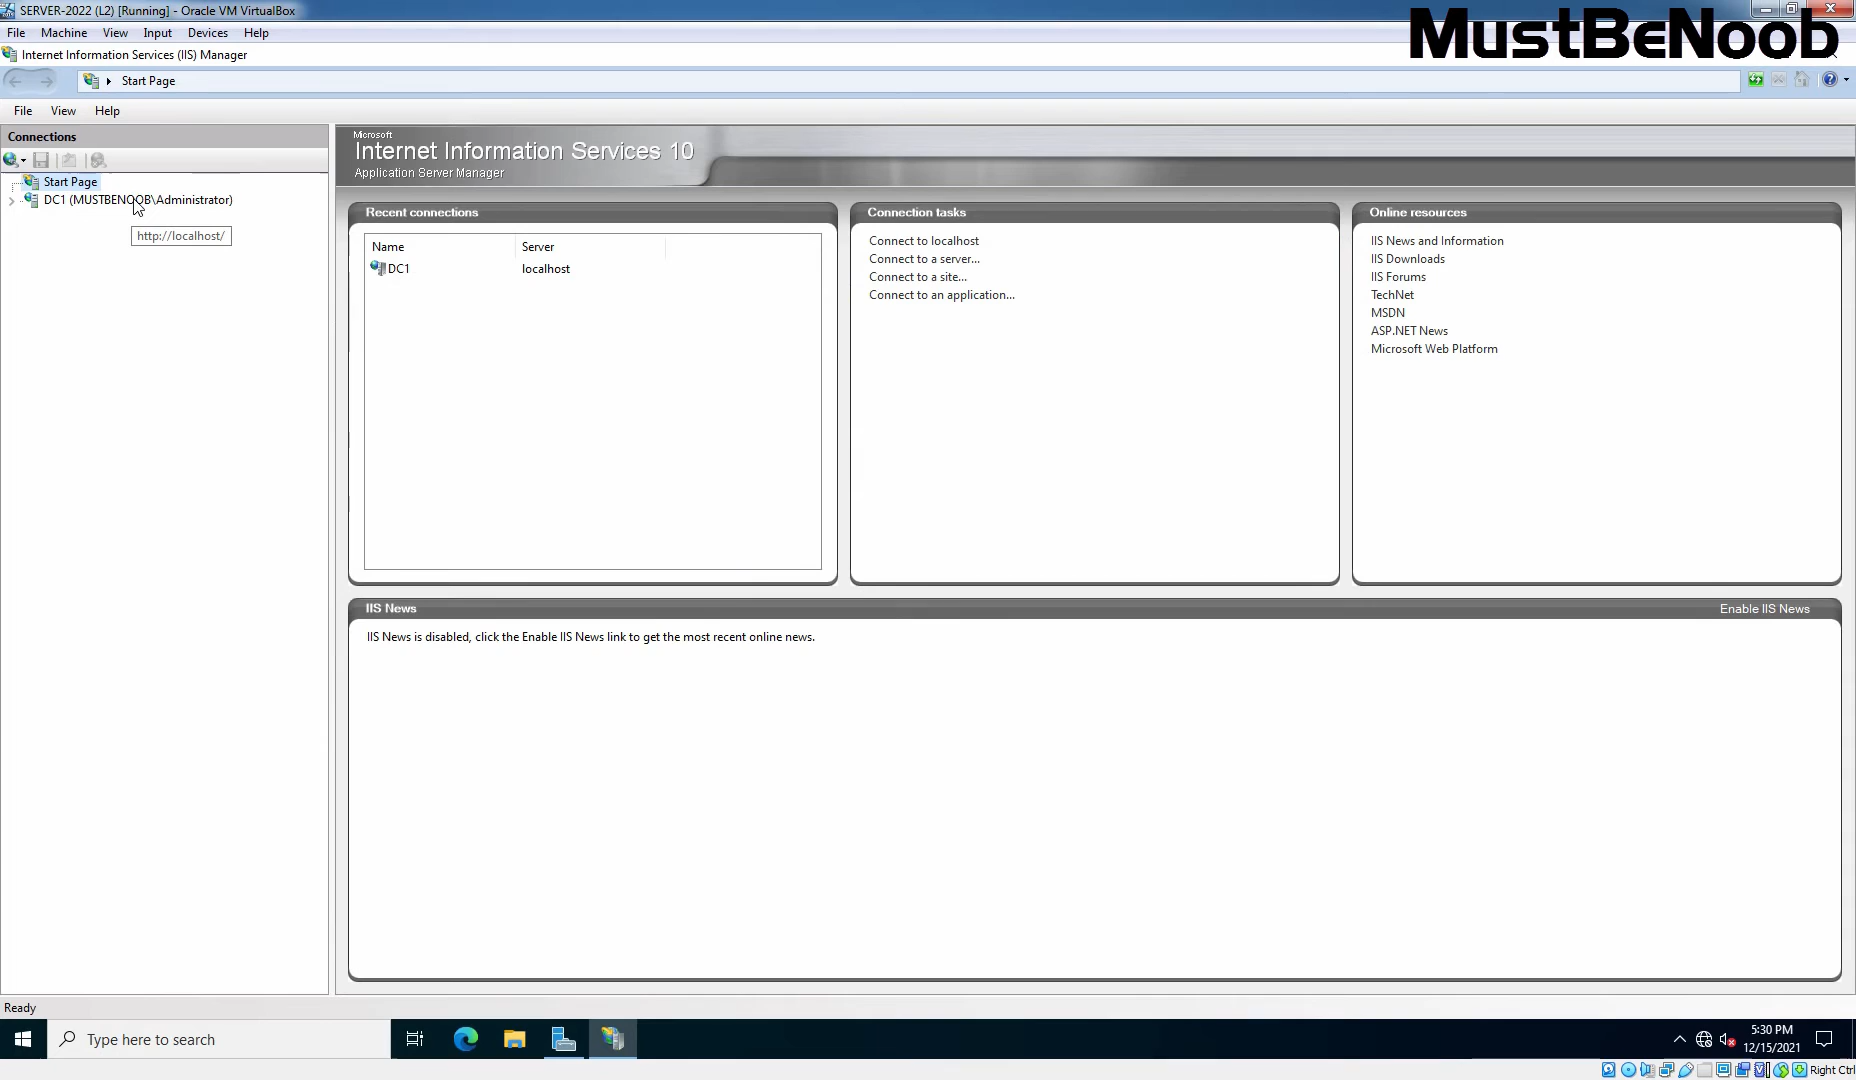 SERVER-2022 (L2) [Running] - Oracle VM VirtualBox
MustBeNoob
File Machine View Input Devices Help
Internet Information Services (IIS) Manager
Start Page
File View Help
Connections
Start Page
DC1 (MUSTBENOOB\Administrator)
http://localhost/
Microsoft
Internet Information Services 10
Application Server Manager
Recent connections
Name Server
DC1 localhost
Connection tasks
Connect to localhost
Connect to a server...
Connect to a site...
Connect to an application...
Online resources
IIS News and Information
IIS Downloads
IIS Forums
TechNet
MSDN
ASP.NET News
Microsoft Web Platform
IIS News
Enable IIS News
IIS News is disabled, click the Enable IIS News link to get the most recent online news.
Ready
Type here to search
5:30 PM
12/15/2021
Right Ctrl